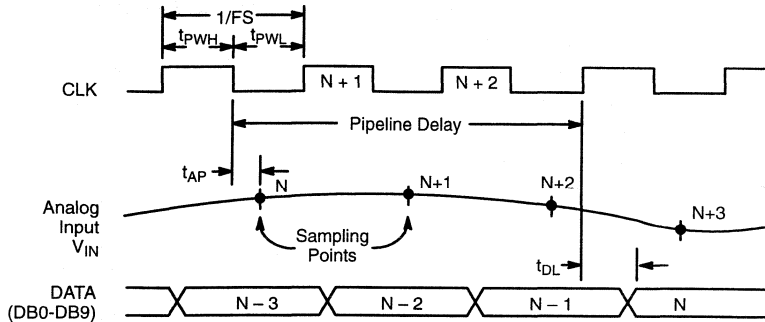 1/FS
tPWH
tPWL
CLK
N + 1
N + 2
Pipeline Delay
tAP
N
N+1
N+2
N+3
Analog
Input
VIN
Sampling
Points
tDL
DATA
(DB0-DB9)
N – 3
N – 2
N – 1
N